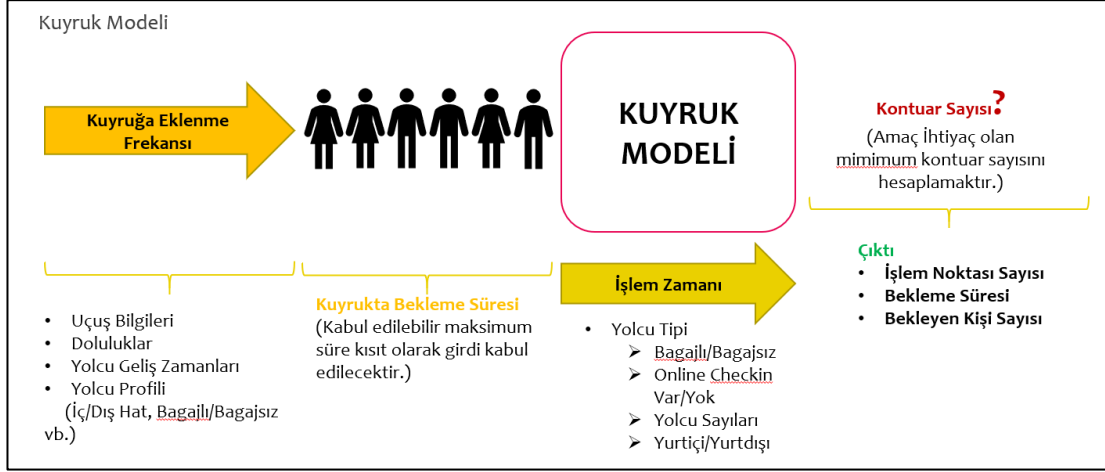 Kuyruk Modeli
Kuyruğa Eklenme
Frekansı
KUYRUK
MODELİ
Kontuar Sayısı?
(Amaç İhtiyaç olan
mimimum kontuar sayısını
hesaplamaktır.)
• Uçuş Bilgileri
• Doluluklar
• Yolcu Geliş Zamanları
• Yolcu Profili
(İç/Dış Hat, Bagajlı/Bagajsız
vb.)
Kuyrukta Bekleme Süresi
(Kabul edilebilir maksimum
süre kısıt olarak girdi kabul
edilecektir.)
İşlem Zamanı
• Yolcu Tipi
➢ Bagajlı/Bagajsız
➢ Online Checkin
Var/Yok
➢ Yolcu Sayıları
➢ Yurtiçi/Yurtdışı
Çıktı
• İşlem Noktası Sayısı
• Bekleme Süresi
• Bekleyen Kişi Sayısı